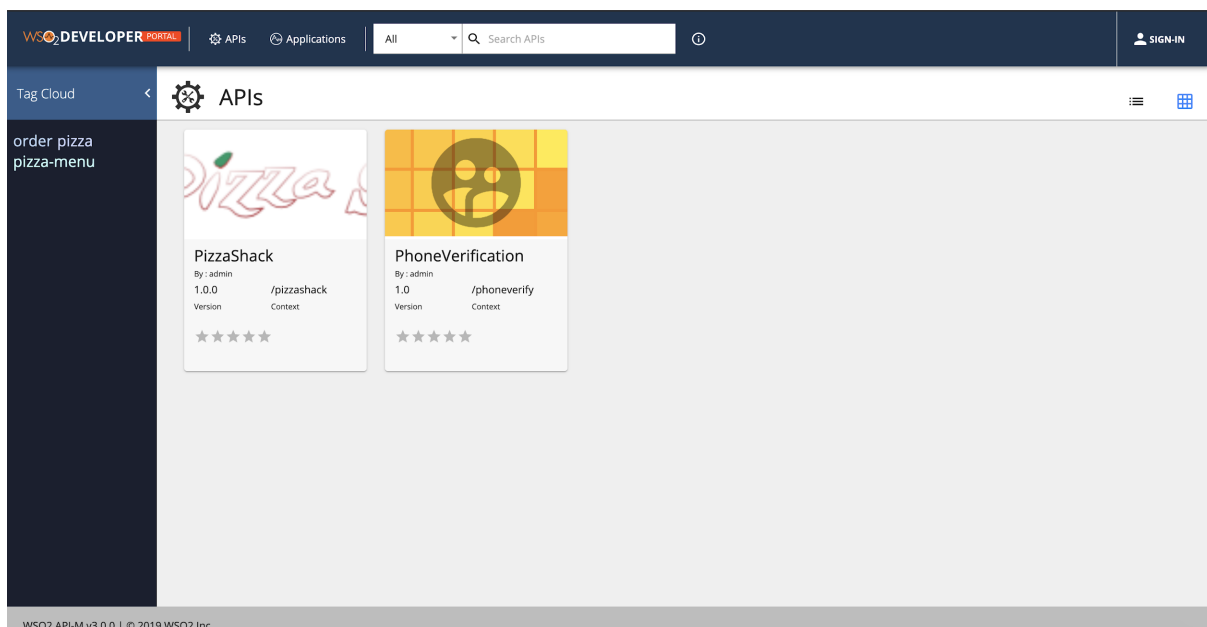 WSO2 DEVELOPER PORTAL
APIs
Applications
All
Search APIs
SIGN-IN
Tag Cloud
APIs
order pizza
pizza-menu
Pizza
PizzaShack
By : admin
1.0.0 /pizzashack
Version Context
PhoneVerification
By : admin
1.0 /phoneverify
Version Context
WSO2 API-M v3.0.0 | © 2019 WSO2 Inc